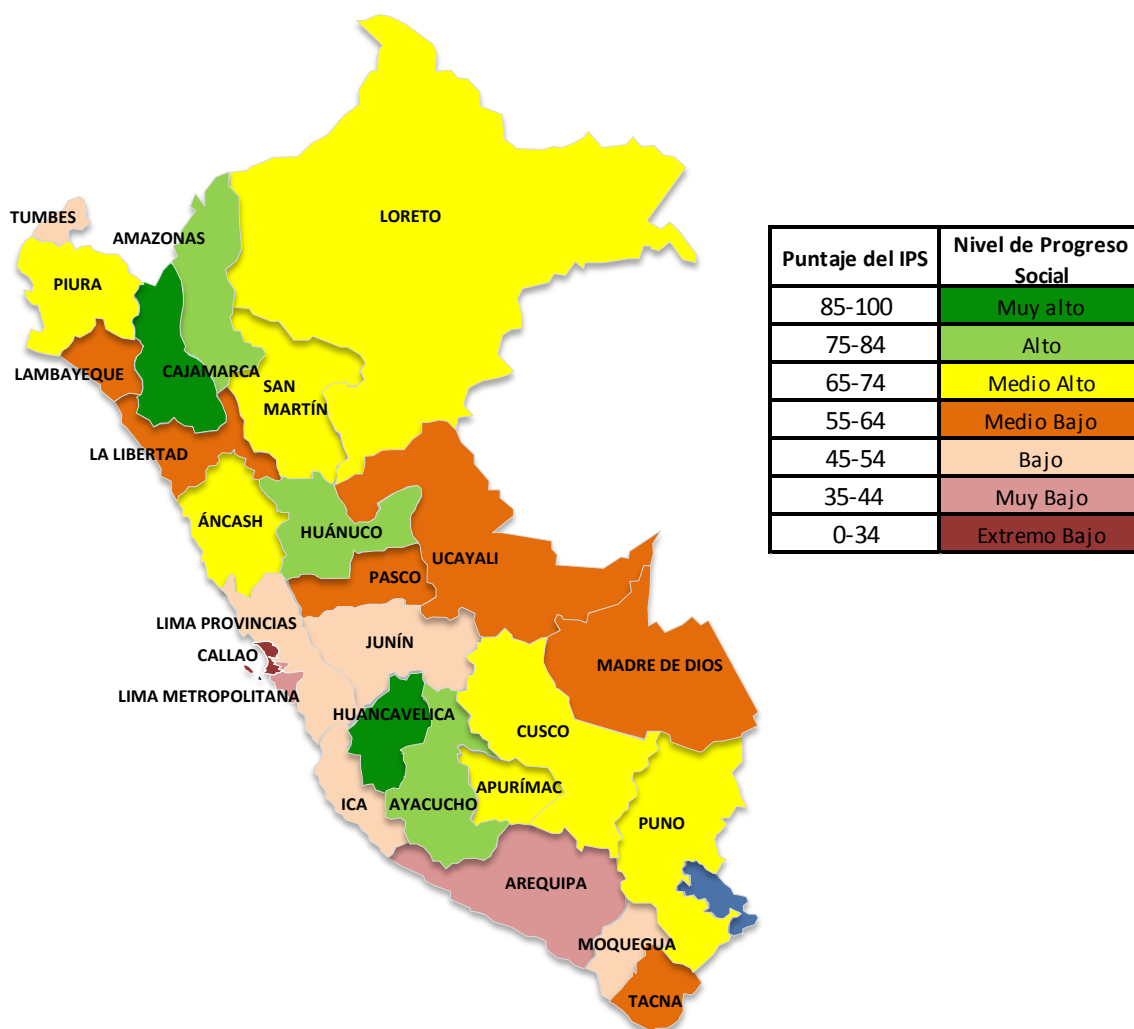 LORETO
TUMBES
AMAZONAS
PIURA
LAMBAYEQUE
CAJAMARCA
SAN
MARTÍN
LA LIBERTAD
ÁNCASH
HUÁNUCO
UCAYALI
PASCO
LIMA PROVINCIAS
JUNÍN
CALLAO
MADRE DE DIOS
LIMA METROPOLITANA
HUANCAVELICA
CUSCO
APURÍMAC
ICA
AYACUCHO
PUNO
AREQUIPA
MOQUEGUA
TACNA
Puntaje del IPS
Nivel de Progreso
Social
85-100 Muy alto
75-84 Alto
65-74 Medio Alto
55-64 Medio Bajo
45-54 Bajo
35-44 Muy Bajo
0-34 Extremo Bajo